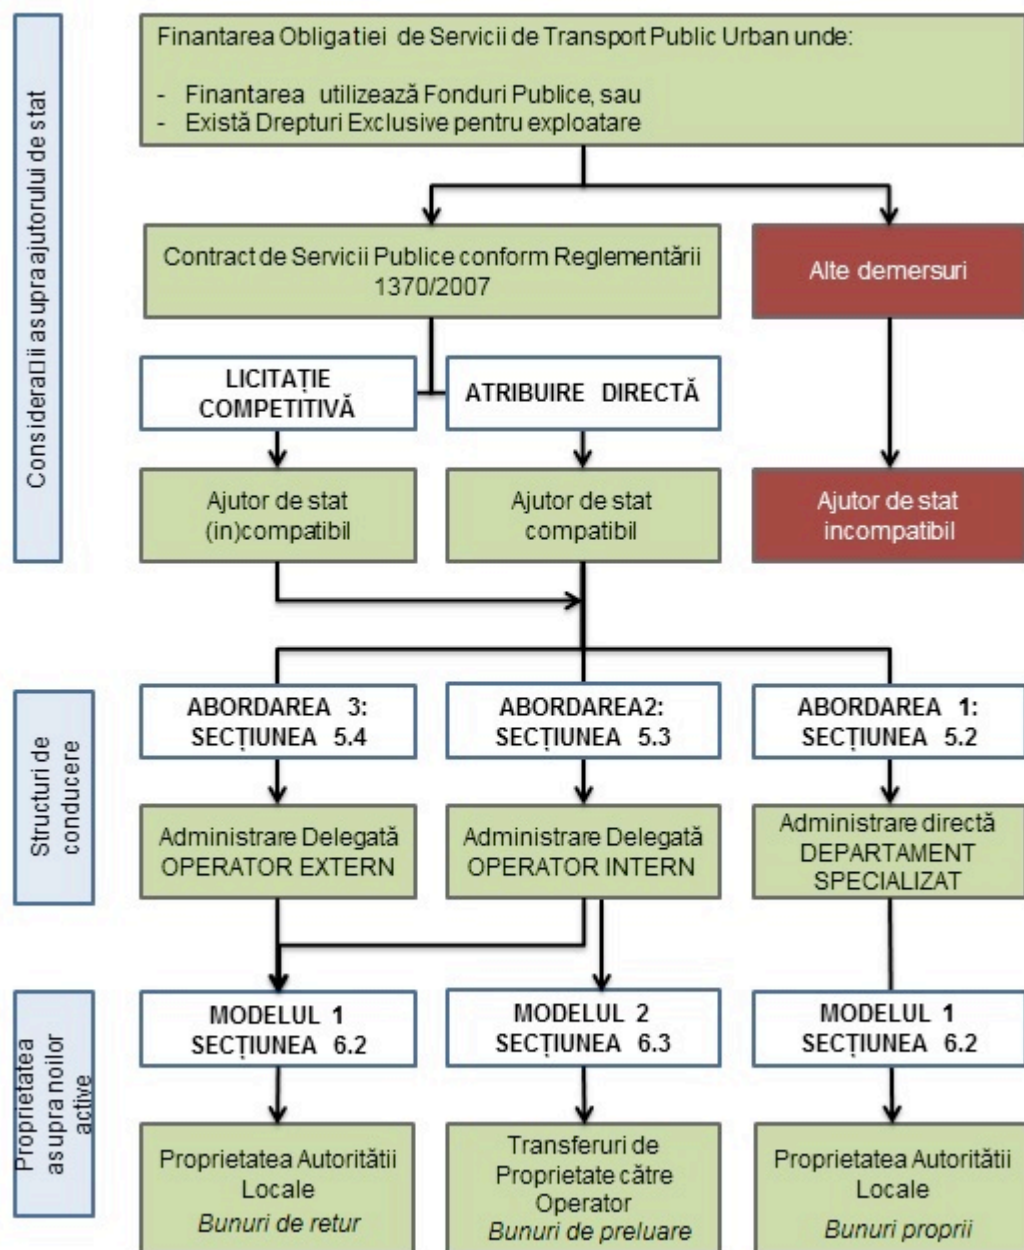 Considerații asupra ajutorului de stat
Finantarea Obligatiei de Servicii de Transport Public Urban unde:
- Finantarea utilizează Fonduri Publice, sau
- Există Drepturi Exclusive pentru exploatare
Contract de Servicii Publice conform Reglementării
1370/2007
Alte demersuri
LICITAȚIE
COMPETITIVĂ
ATRIBUIRE DIRECTĂ
Ajutor de stat
(in)compatibil
Ajutor de stat
compatibil
Ajutor de stat
incompatibil
Structuri de
conducere
ABORDAREA 3:
SECȚIUNEA 5.4
ABORDAREA2:
SECȚIUNEA 5.3
ABORDAREA 1:
SECȚIUNEA 5.2
Administrare Delegată
OPERATOR EXTERN
Administrare Delegată
OPERATOR INTERN
Administrare directă
DEPARTAMENT
SPECIALIZAT
Proprietatea
asupra noilor
active
MODELUL 1
SECȚIUNEA 6.2
MODELUL 2
SECȚIUNEA 6.3
MODELUL 1
SECȚIUNEA 6.2
Proprietatea Autorității
Locale
Bunuri de retur
Transferuri de
Proprietate către
Operator
Bunuri de preluare
Proprietatea Autorității
Locale
Bunuri proprii